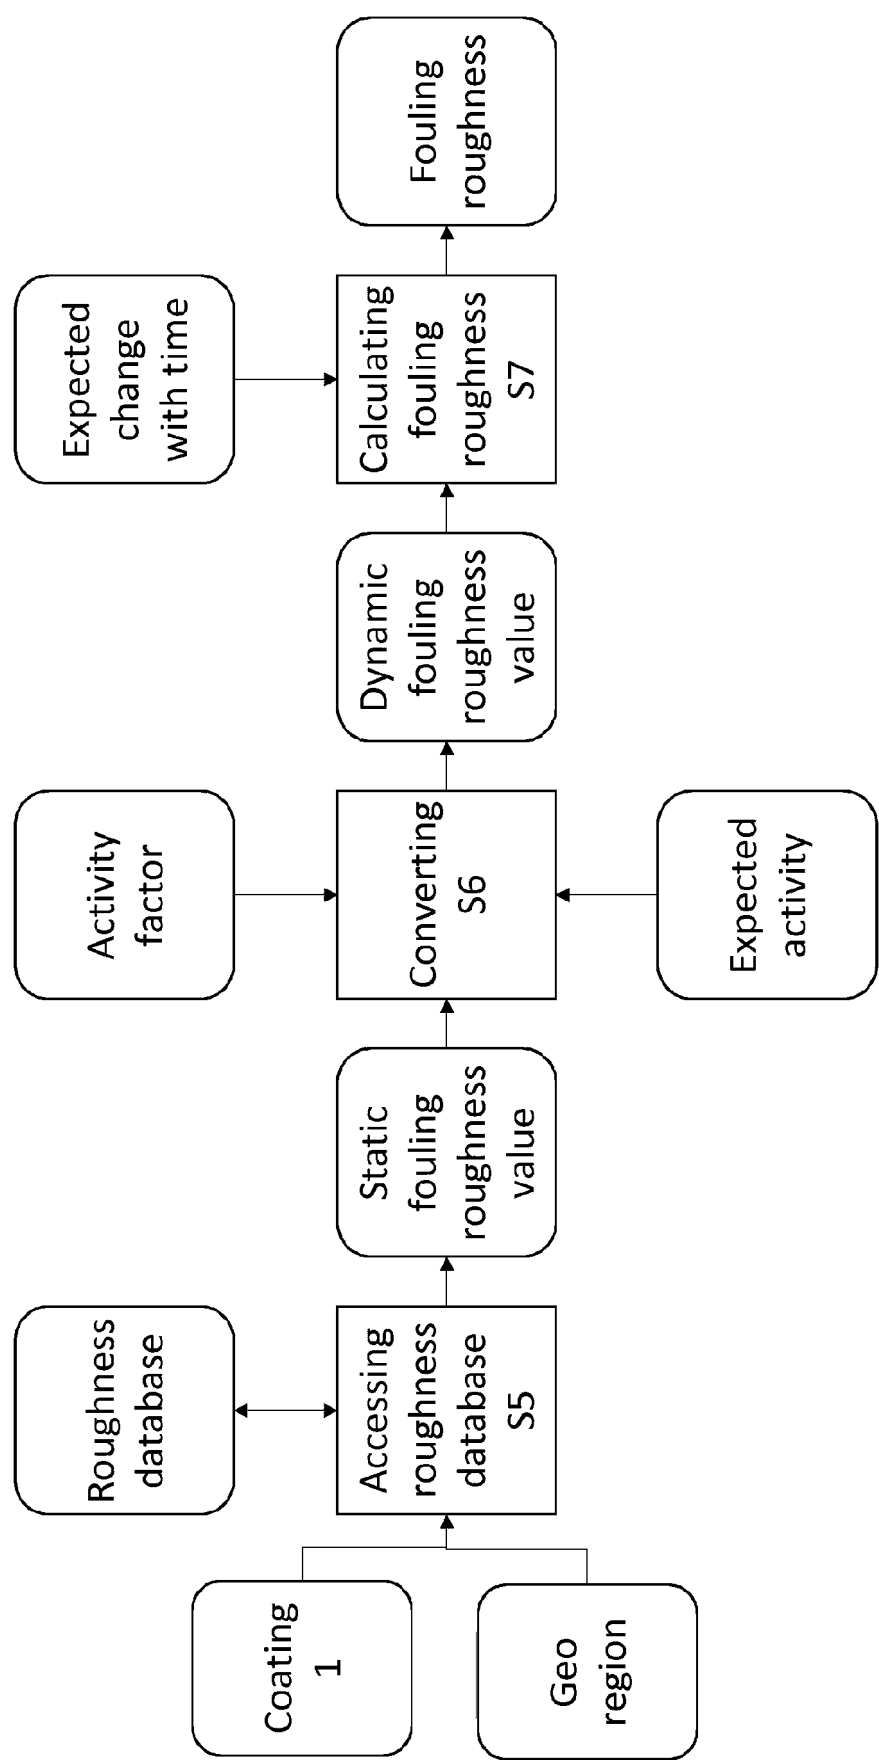 Coating
1
Geo
region
Roughness
database
Accessing
roughness
database
S5
Static
fouling
roughness
value
Activity
factor
Converting
S6
Expected
activity
Dynamic
fouling
roughness
value
Expected
change
with time
Calculating
fouling
roughness
S7
Fouling
roughness